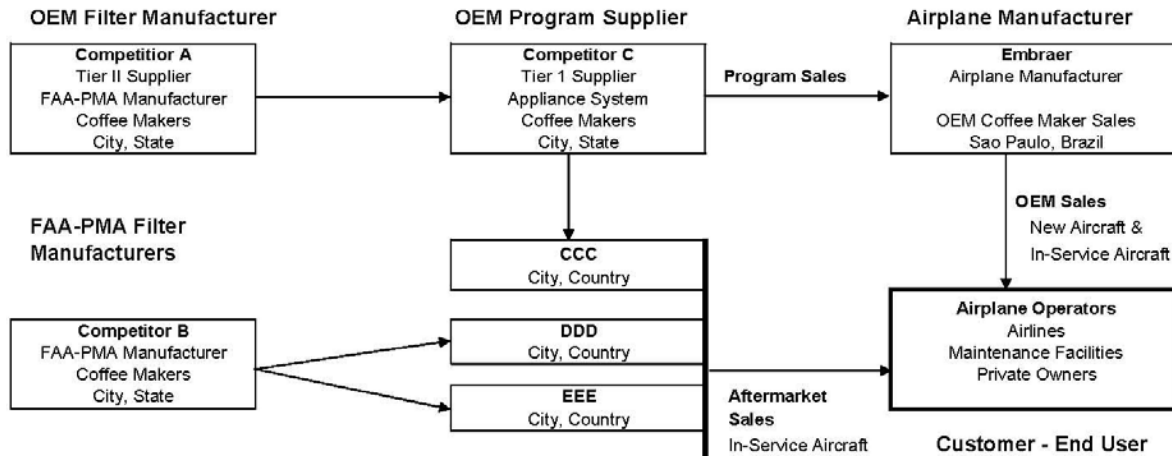 OEM Filter Manufacturer
OEM Program Supplier
Airplane Manufacturer
Competitior A
Tier II Supplier
FAA-PMA Manufacturer
Coffee Makers
City, State
Competitor C
Tier 1 Supplier
Appliance System
Coffee Makers
City, State
Program Sales
Embraer
Airplane Manufacturer
OEM Coffee Maker Sales
Sao Paulo, Brazil
OEM Sales
New Aircraft &
In-Service Aircraft
FAA-PMA Filter
Manufacturers
CCC
City, Country
Competitor B
FAA-PMA Manufacturer
Coffee Makers
City, State
DDD
City, Country
EEE
City, Country
Airplane Operators
Airlines
Maintenance Facilities
Private Owners
Aftermarket
Sales
In-Service Aircraft
Customer - End User